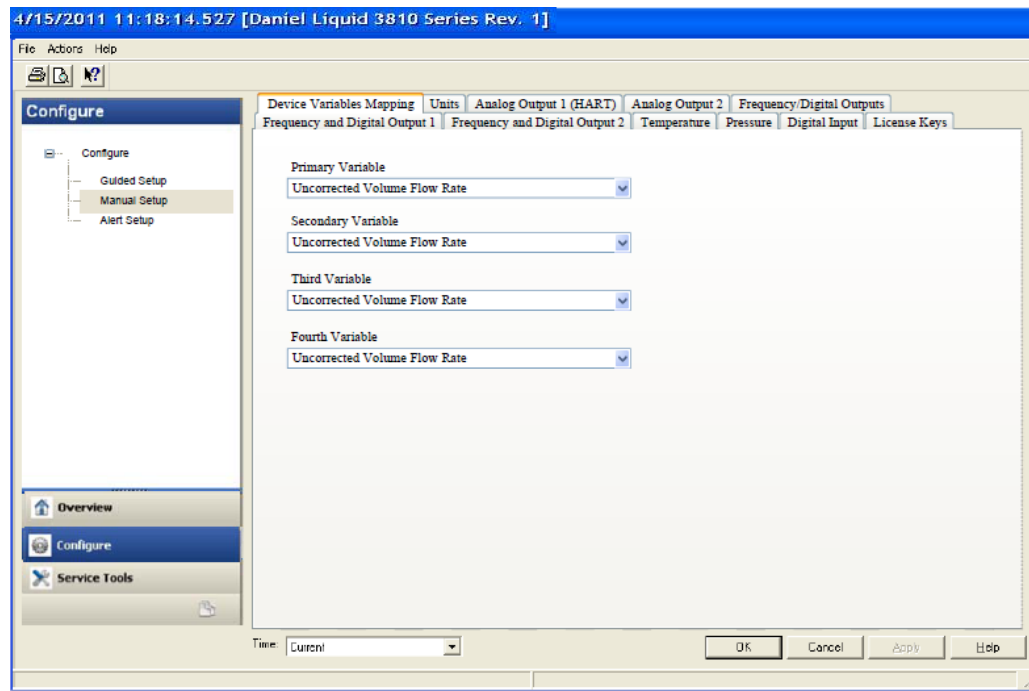 4/15/2011 11:18:14.527 [Daniel Liquid 3810 Series Rev. 1]
File Actions Help
Configure
Configure
Guided Setup
Manual Setup
Alert Setup
Overview
Configure
Service Tools
Device Variables Mapping Units Analog Output 1 (HART) Analog Output 2 Frequency/Digital Outputs
Frequency and Digital Output 1 Frequency and Digital Output 2 Temperature Pressure Digital Input License Keys
Primary Variable
Uncorrected Volume Flow Rate
Secondary Variable
Uncorrected Volume Flow Rate
Third Variable
Uncorrected Volume Flow Rate
Fourth Variable
Uncorrected Volume Flow Rate
Time: Current
OK Cancel Apply Help